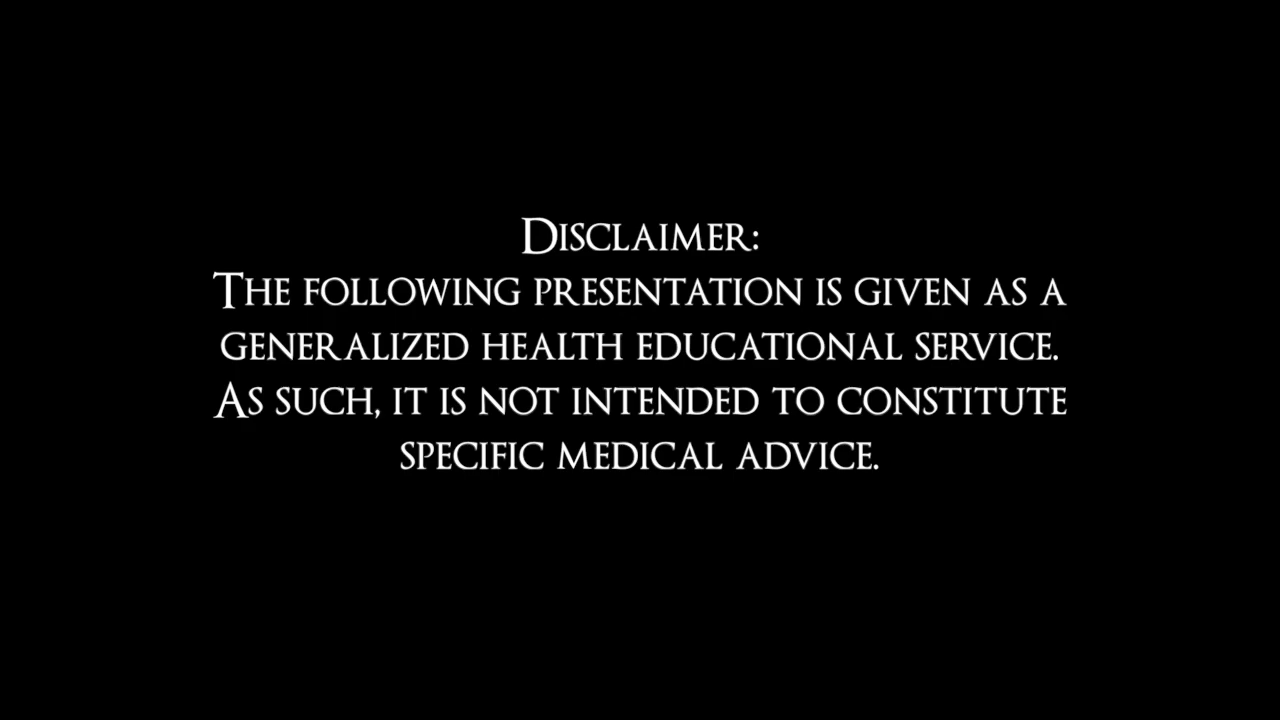 Disclaimer:
The following presentation is given as a
generalized health educational service.
As such, it is not intended to constitute
specific medical advice.